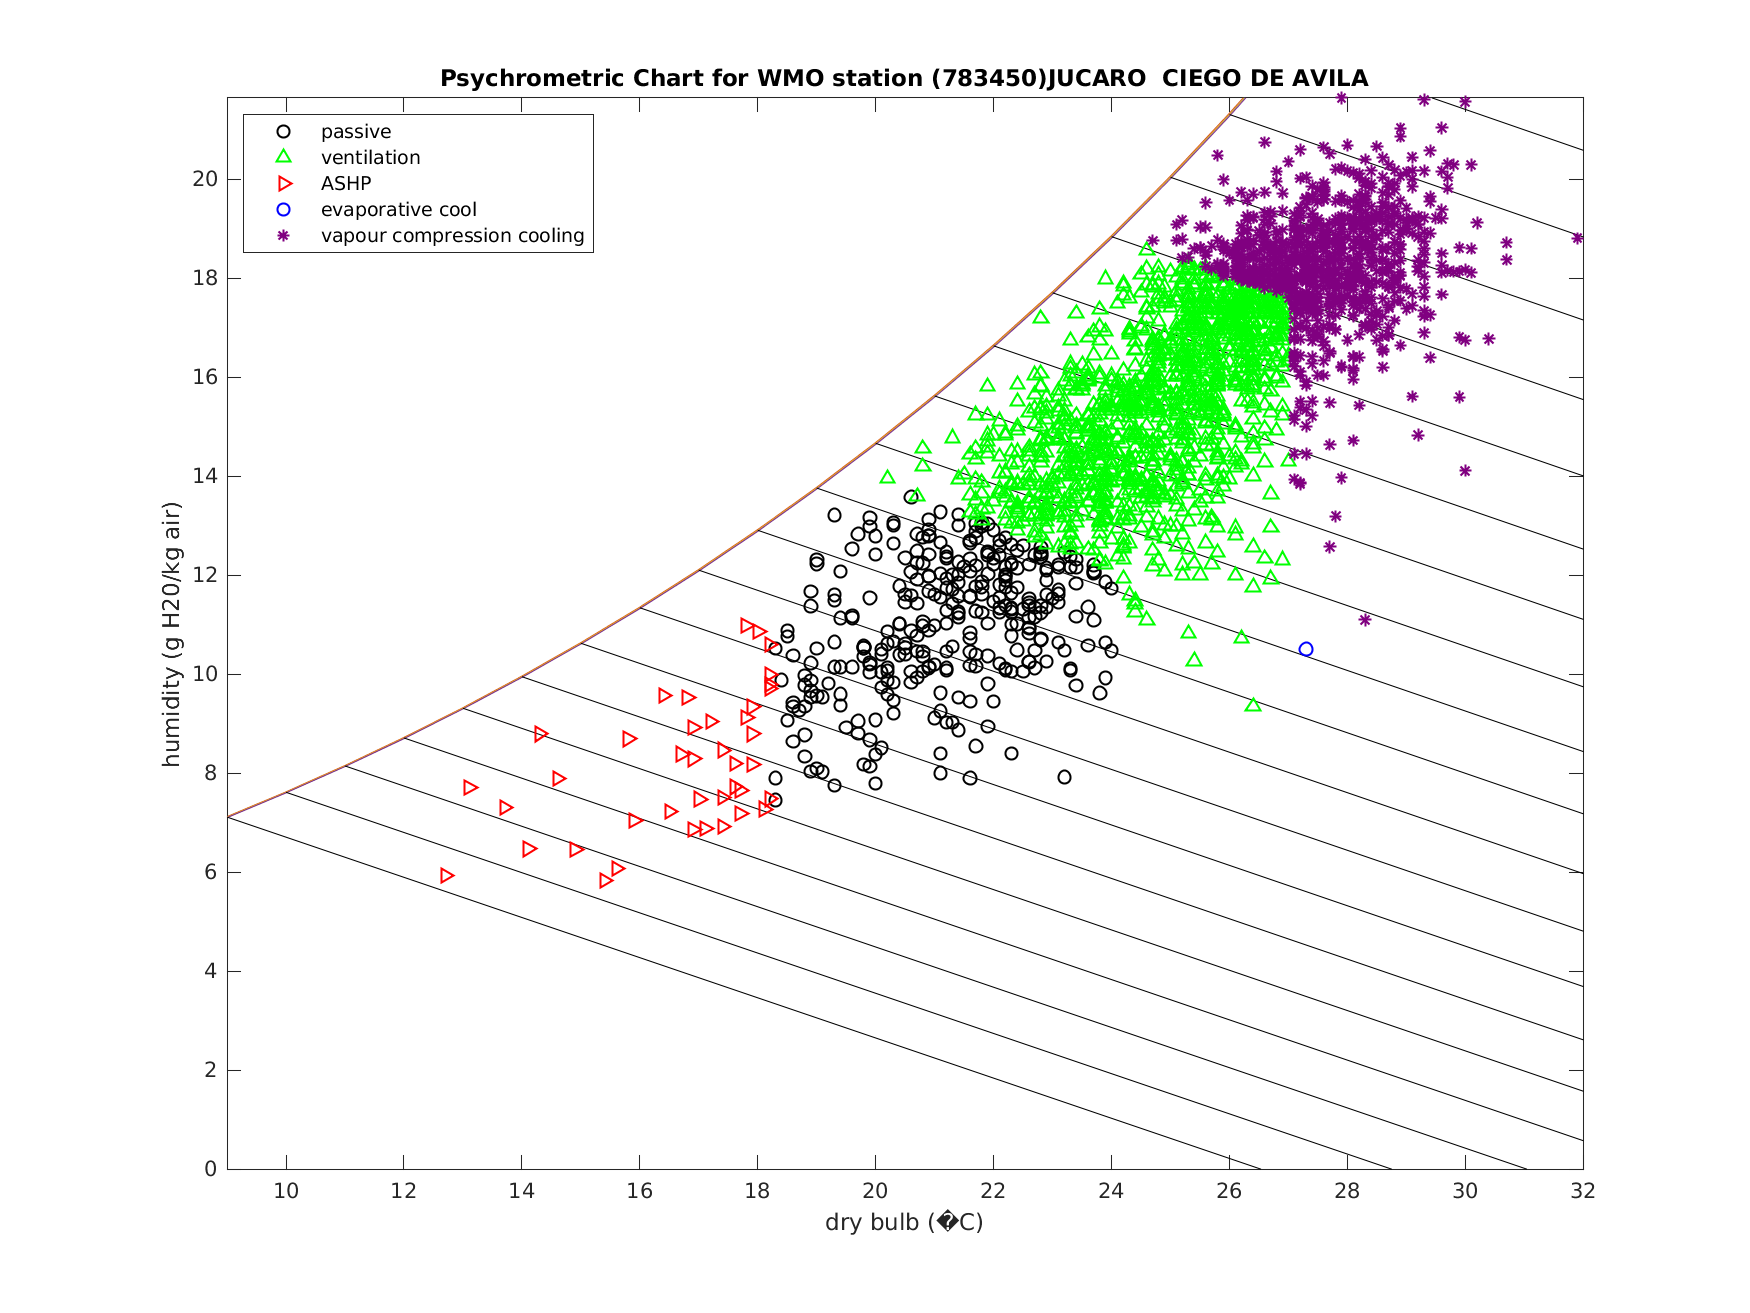 Psychrometric Chart for WMO station (783450)JUCARO  CIEGO DE AVILA
passive
ventilation
ASHP
evaporative cool
vapour compression cooling
20
18
16
14
12
10
8
6
4
2
0
humidity (g H20/kg air)
10 12 14 16 18 20 22 24 26 28 30 32
dry bulb (�C)